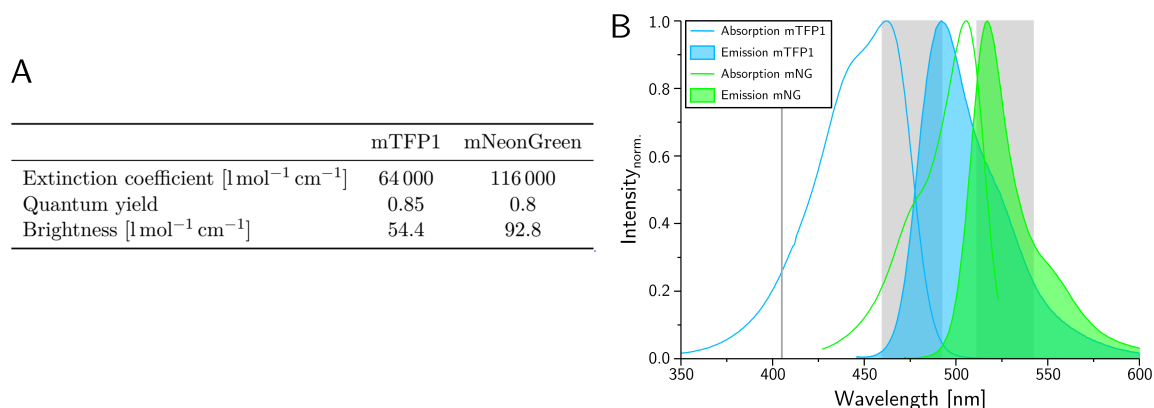 A
mTFP1 mNeonGreen
Extinction coefficient [l mol⁻¹ cm⁻¹] 64 000 116 000
Quantum yield 0.85 0.8
Brightness [l mol⁻¹ cm⁻¹] 54.4 92.8
B
Absorption mTFP1
Emission mTFP1
Absorption mNG
Emission mNG
1.0
0.8
0.6
0.4
0.2
0.0
Intensity_norm.
350 400 450 500 550 600
Wavelength [nm]